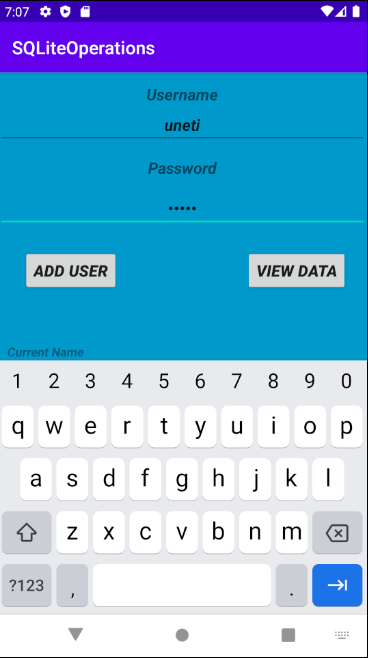 7:07
SQLiteOperations
Username
uneti
Password
•••••
ADD USER VIEW DATA
Current Name
1 2 3 4 5 6 7 8 9 0
q w e r t y u i o p
a s d f g h j k l
z x c v b n m
?123 , .